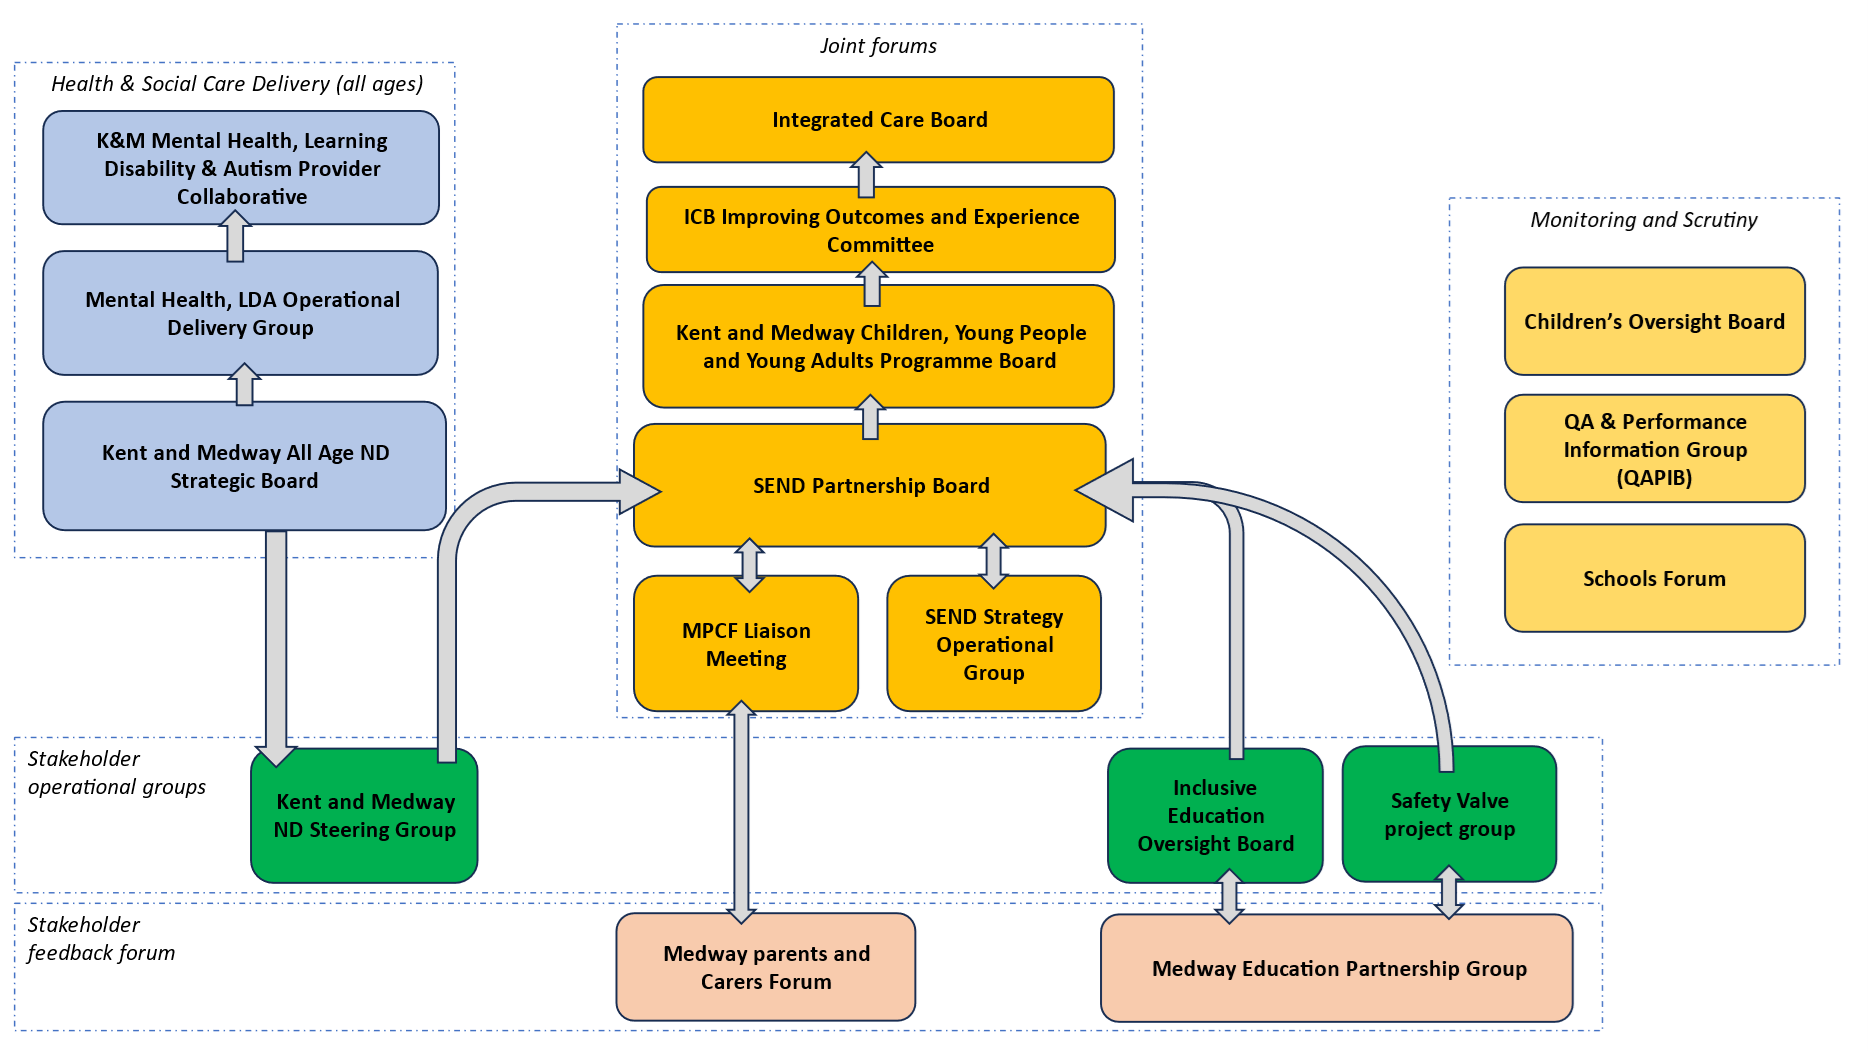 Health & Social Care Delivery (all ages)
K&M Mental Health, Learning
Disability & Autism Provider
Collaborative
Mental Health, LDA Operational
Delivery Group
Kent and Medway All Age ND
Strategic Board
Joint forums
Integrated Care Board
ICB Improving Outcomes and Experience
Committee
Kent and Medway Children, Young People
and Young Adults Programme Board
SEND Partnership Board
MPCF Liaison
Meeting
SEND Strategy
Operational
Group
Monitoring and Scrutiny
Children’s Oversight Board
QA & Performance
Information Group
(QAPIB)
Schools Forum
Stakeholder
operational groups
Kent and Medway
ND Steering Group
Inclusive
Education
Oversight Board
Safety Valve
project group
Stakeholder
feedback forum
Medway parents and
Carers Forum
Medway Education Partnership Group